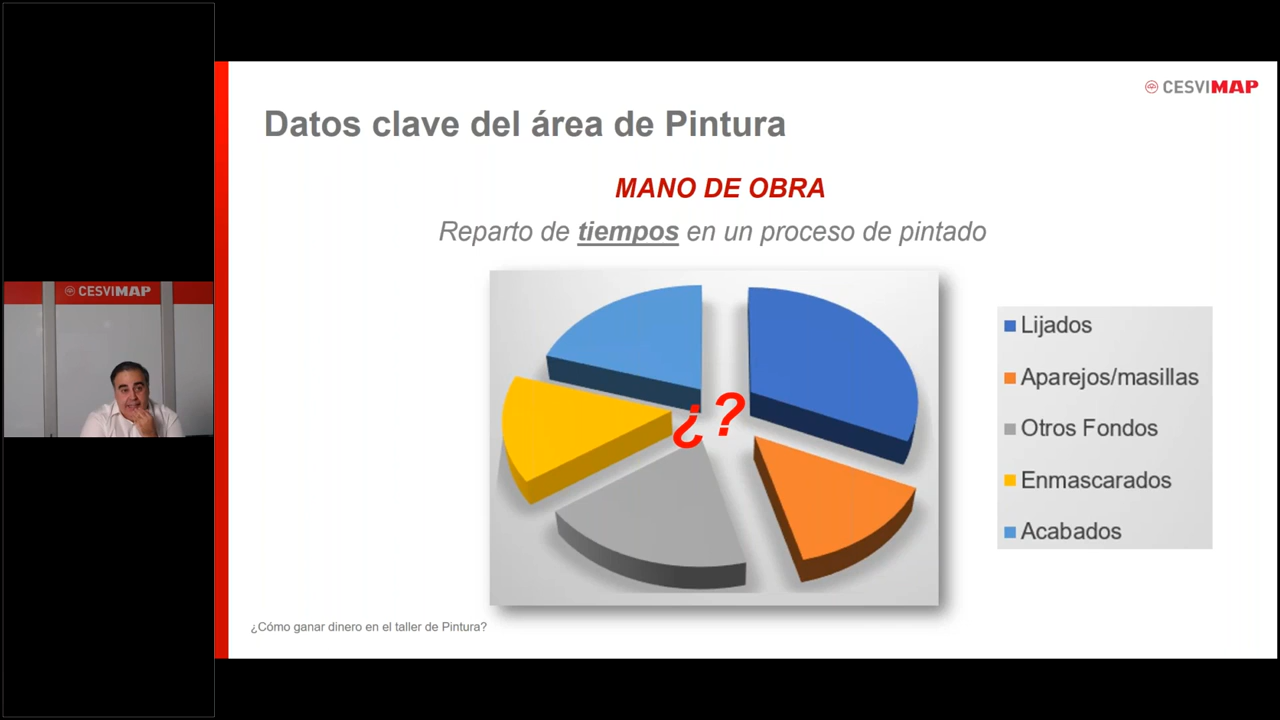 CESVIMAP
Datos clave del área de Pintura
MANO DE OBRA
Reparto de tiempos en un proceso de pintado
¿?
Lijados
Aparejos/masillas
Otros Fondos
Enmascarados
Acabados
CESVIMAP
¿Cómo ganar dinero en el taller de Pintura?